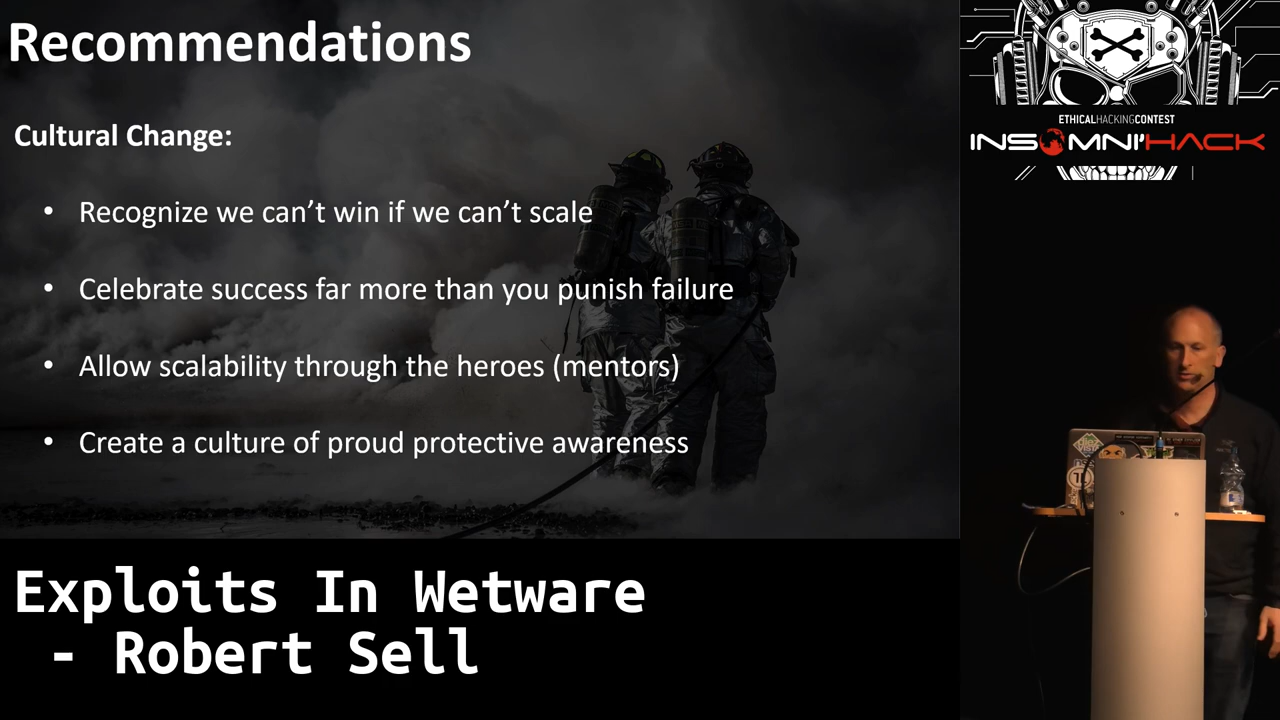 Recommendations
Cultural Change:
• Recognize we can’t win if we can’t scale
• Celebrate success far more than you punish failure
• Allow scalability through the heroes (mentors)
• Create a culture of proud protective awareness
Exploits In Wetware
- Robert Sell
ETHICALHACKINGCONTEST
INSOMNI'HACK